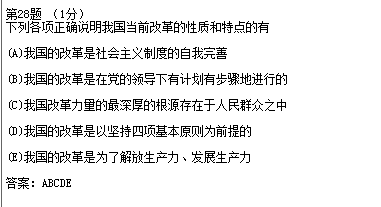 第28题 （1分）
下列各项正确说明我国当前改革的性质和特点的有
(A)我国的改革是社会主义制度的自我完善
(B)我国的改革是在党的领导下有计划有步骤地进行的
(C)我国改革力量的最深厚的根源存在于人民群众之中
(D)我国的改革是以坚持四项基本原则为前提的
(E)我国的改革是为了解放生产力、发展生产力
答案：ABCDE